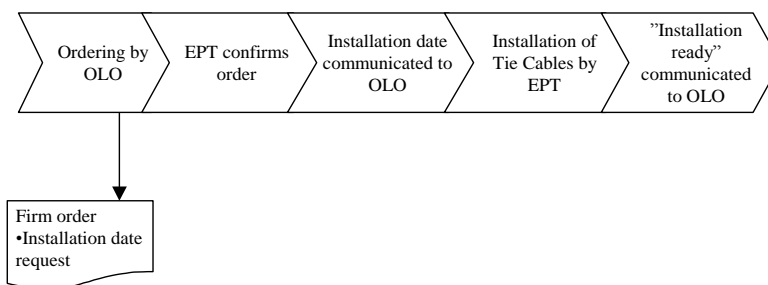 Ordering by
OLO
EPT confirms
order
Installation date
communicated to
OLO
Installation of
Tie Cables by
EPT
”Installation
ready”
communicated
to OLO
Firm order
•Installation date
request